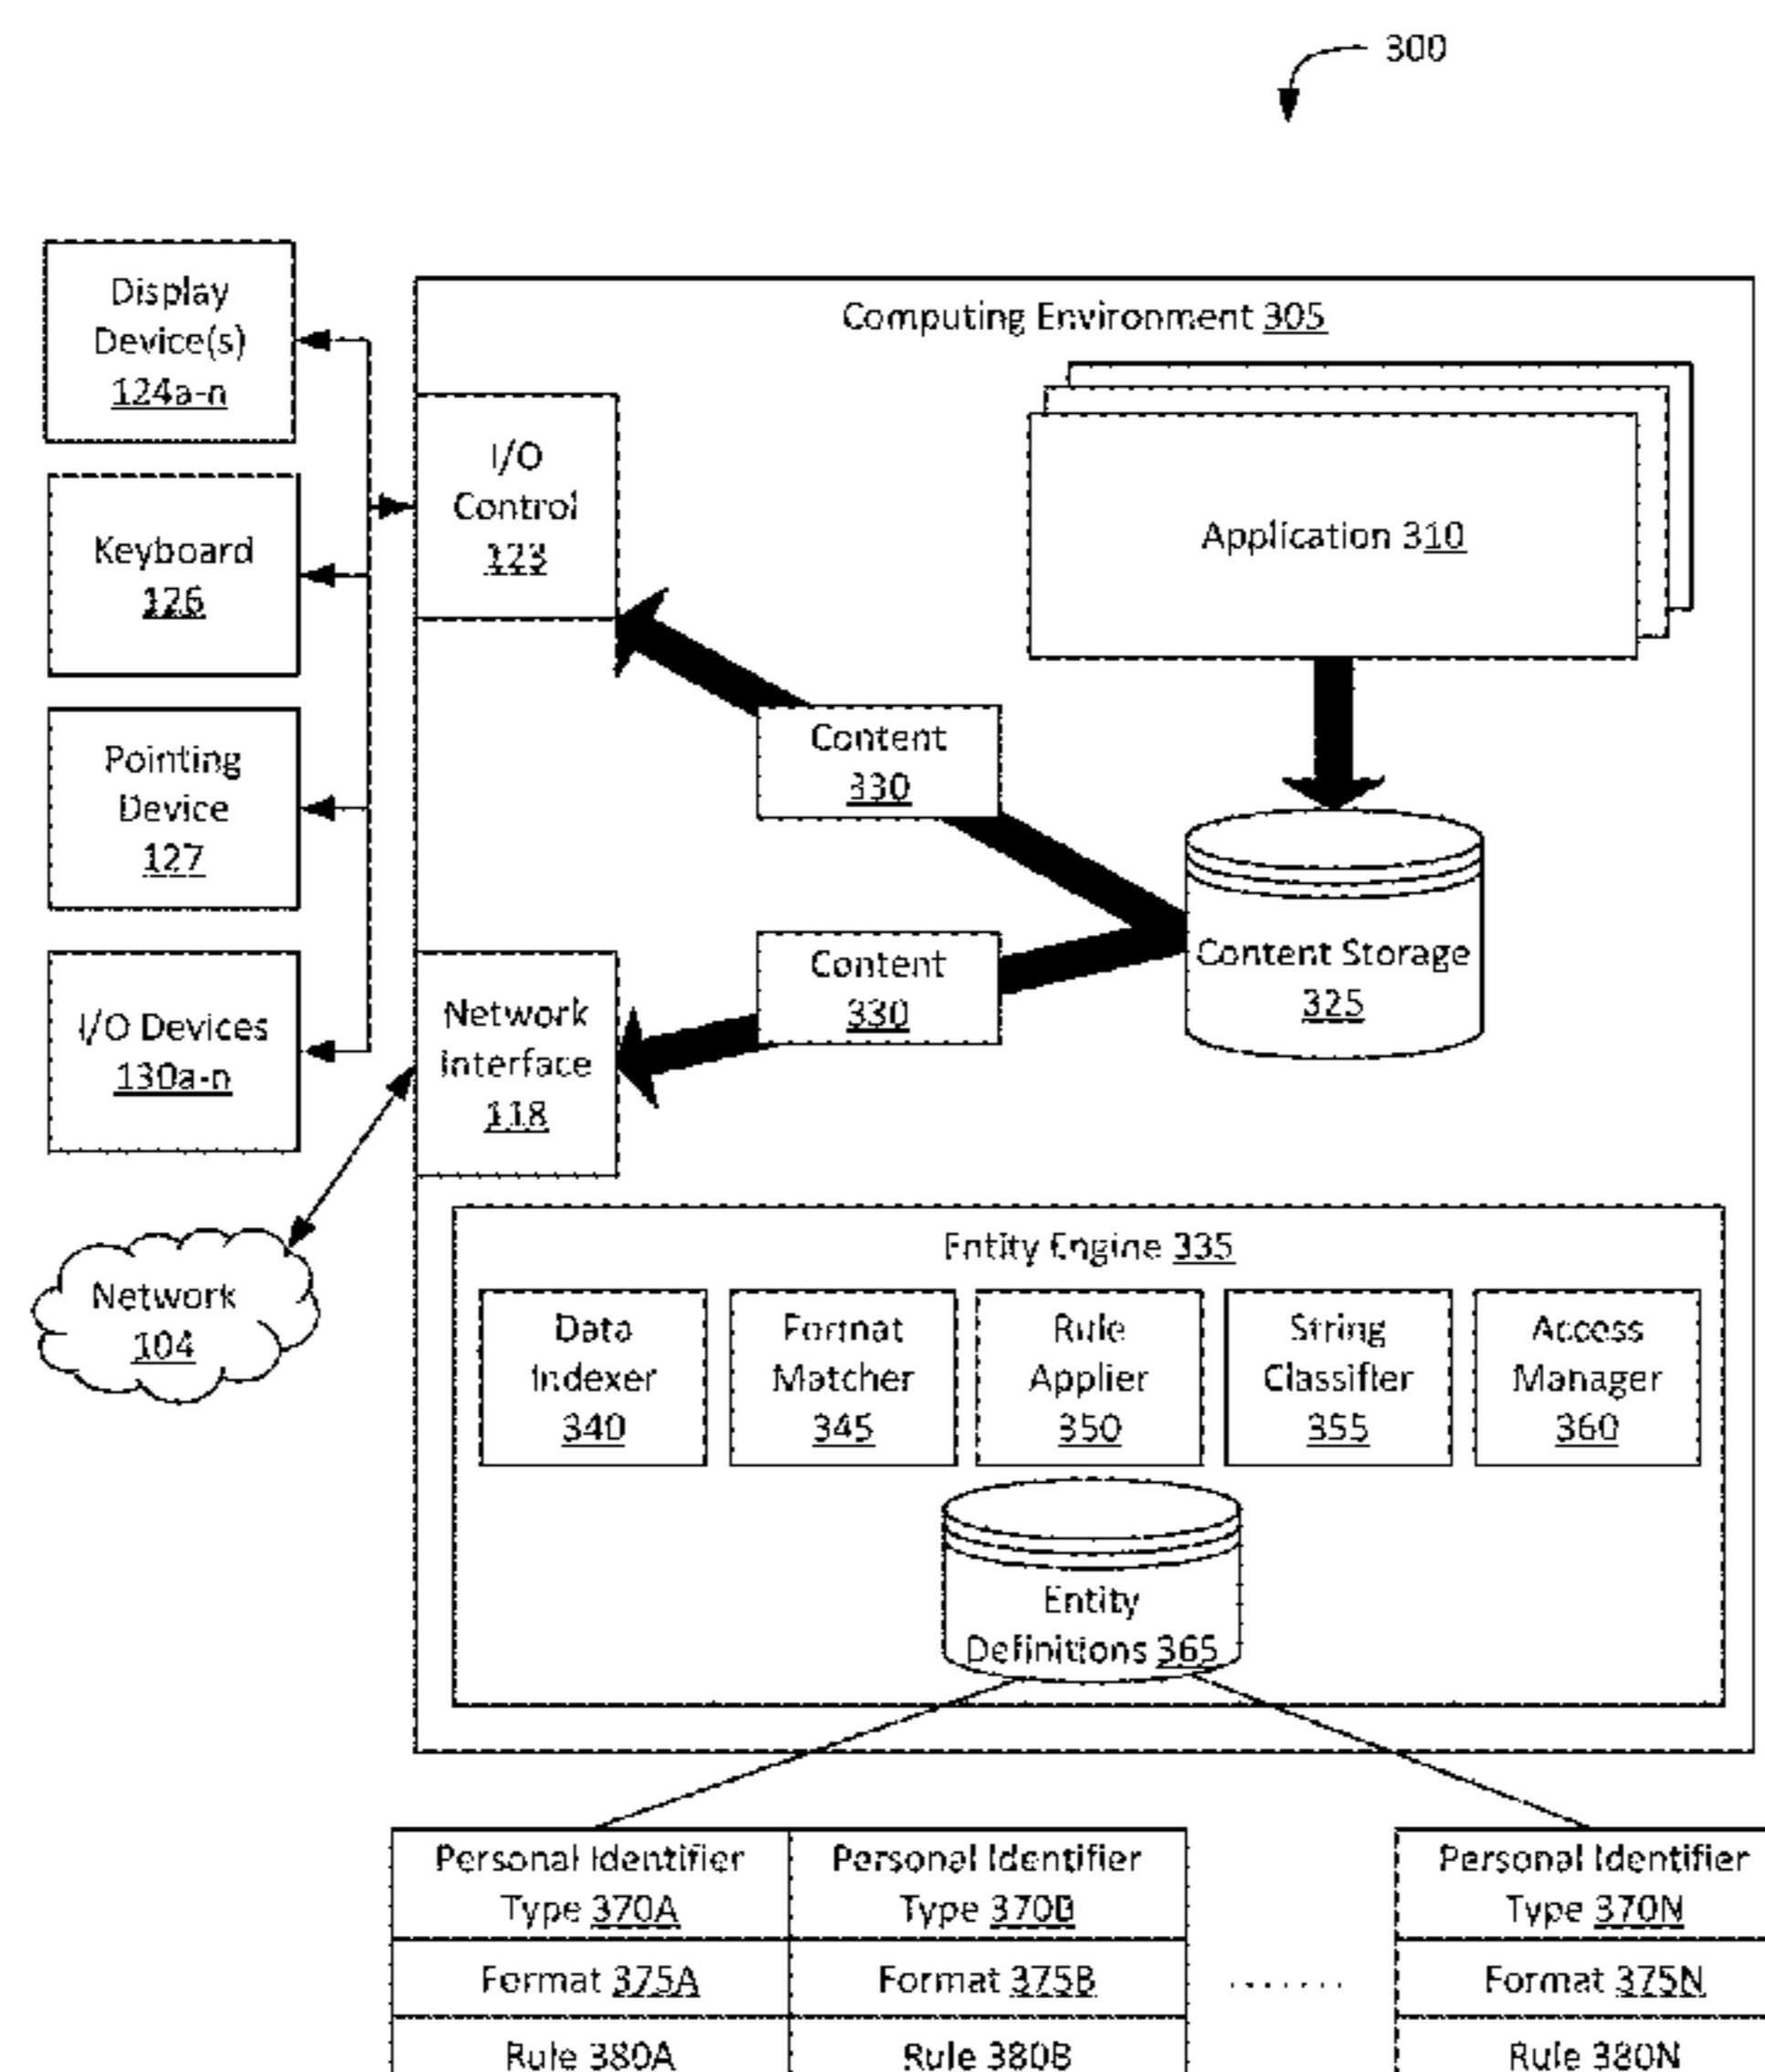 300
Display
Device(s)
124a-n
Keyboard
126
Pointing
Device
127
I/O Devices
130a-n
Network
104
Computing Environment 305
I/O
Control
123
Application 310
Content
330
Content
330
Content Storage
325
Network
Interface
118
Entity Engine 335
Data
Indexer
340
Format
Matcher
345
Rule
Applier
350
String
Classifier
355
Access
Manager
360
Entity
Definitions 365
Personal Identifier
Type 370A
Personal Identifier
Type 370B
Personal Identifier
Type 370N
Format 375A
Format 375B
.......
Format 375N
Rule 380A
Rule 380B
Rule 380N